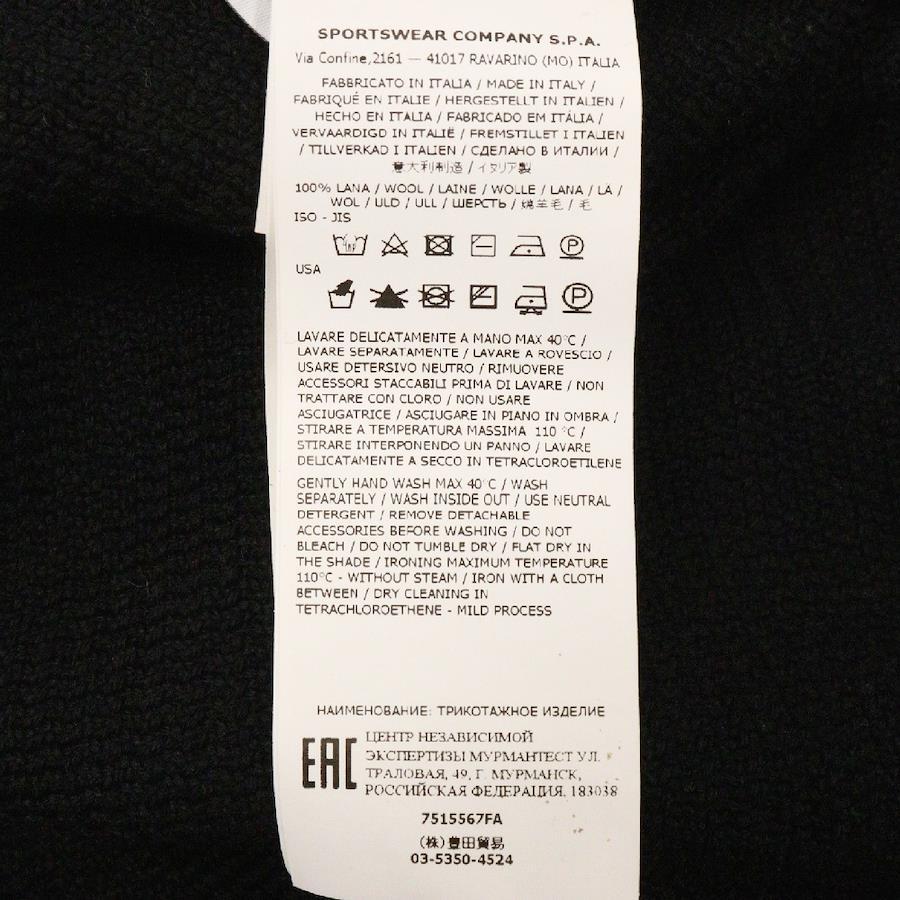 SPORTSWEAR COMPANY S.P.A.
Via Confine,2161 — 41017 RAVARINO (MO) ITALIA
FABBRICATO IN ITALIA / MADE IN ITALY /
FABRIQUÉ EN ITALIE / HERGESTELLT IN ITALIEN /
HECHO EN ITALIA / FABRICADO EM ITÁLIA /
VERVAARDIGD IN ITALIË / FREMSTILLET I ITALIEN
/ TILLVERKAD I ITALIEN / СДЕЛАНО В ИТАЛИИ /
意大利制造 / イタリア製
100% LANA / WOOL / LAINE / WOLLE / LANA / LÃ /
WOL / ULD / ULL / ШЕРСТЬ / 绵羊毛 / 毛
ISO - JIS
USA
LAVARE DELICATAMENTE A MANO MAX 40°C /
LAVARE SEPARATAMENTE / LAVARE A ROVESCIO /
USARE DETERSIVO NEUTRO / RIMUOVERE
ACCESSORI STACCABILI PRIMA DI LAVARE / NON
TRATTARE CON CLORO / NON USARE
ASCIUGATRICE / ASCIUGARE IN PIANO IN OMBRA /
STIRARE A TEMPERATURA MASSIMA 110 °C /
STIRARE INTERPONENDO UN PANNO / LAVARE
DELICATAMENTE A SECCO IN TETRACLOROETILENE
GENTLY HAND WASH MAX 40°C / WASH
SEPARATELY / WASH INSIDE OUT / USE NEUTRAL
DETERGENT / REMOVE DETACHABLE
ACCESSORIES BEFORE WASHING / DO NOT
BLEACH / DO NOT TUMBLE DRY / FLAT DRY IN
THE SHADE / IRONING MAXIMUM TEMPERATURE
110°C - WITHOUT STEAM / IRON WITH A CLOTH
BETWEEN / DRY CLEANING IN
TETRACHLOROETHENE - MILD PROCESS
НАИМЕНОВАНИЕ: ТРИКОТАЖНОЕ ИЗДЕЛИЕ
EAC
ЦЕНТР НЕЗАВИСИМОЙ
ЭКСПЕРТИЗЫ МУРМАНТЕСТ УЛ.
ТРАЛОВАЯ, 49, Г. МУРМАНСК,
РОССИЙСКАЯ ФЕДЕРАЦИЯ, 183038
7515567FA
(株)豊田貿易
03-5350-4524